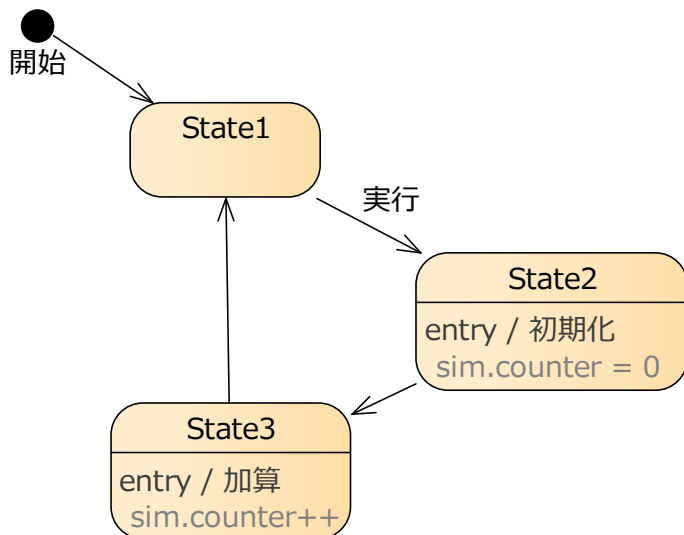 開始
State1
実行
State2
entry / 初期化
sim.counter = 0
State3
entry / 加算
sim.counter++